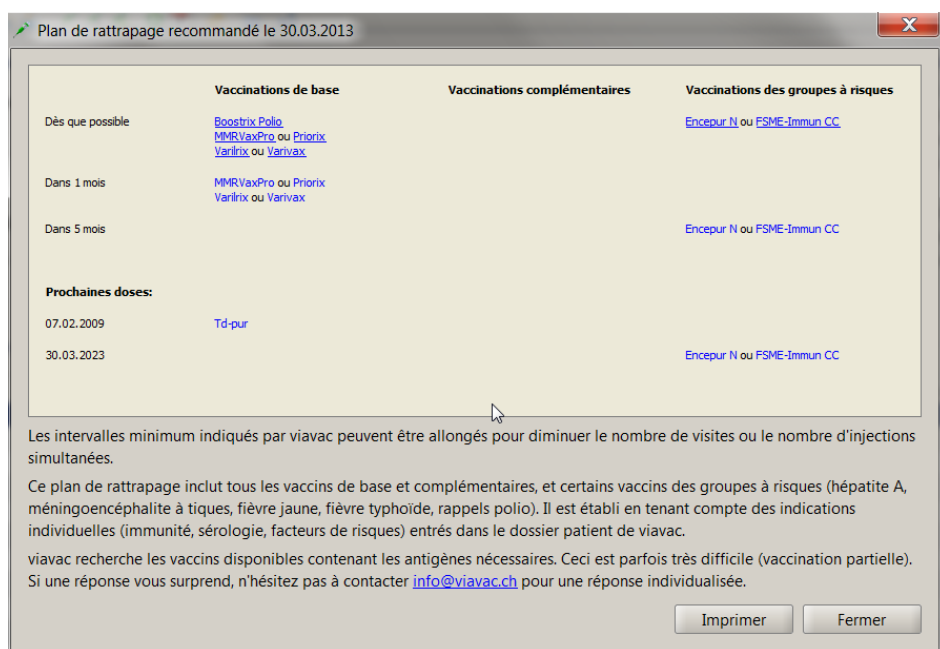 Plan de rattrapage recommandé le 30.03.2013
X
Vaccinations de base Vaccinations complémentaires Vaccinations des groupes à risques
Dès que possible Boostrix Polio Encepur N ou FSME-Immun CC
MMRVaxPro ou Priorix
Varilrix ou Varivax
Dans 1 mois MMRVaxPro ou Priorix
Varilrix ou Varivax
Dans 5 mois Encepur N ou FSME-Immun CC
Prochaines doses:
07.02.2009 Td-pur
30.03.2023 Encepur N ou FSME-Immun CC
Les intervalles minimum indiqués par viavac peuvent être allongés pour diminuer le nombre de visites ou le nombre d'injections
simultanées.
Ce plan de rattrapage inclut tous les vaccins de base et complémentaires, et certains vaccins des groupes à risques (hépatite A,
méningoencéphalite à tiques, fièvre jaune, fièvre typhoïde, rappels polio). Il est établi en tenant compte des indications
individuelles (immunité, sérologie, facteurs de risques) entrés dans le dossier patient de viavac.
viavac recherche les vaccins disponibles contenant les antigènes nécessaires. Ceci est parfois très difficile (vaccination partielle).
Si une réponse vous surprend, n'hésitez pas à contacter info@viavac.ch pour une réponse individualisée.
Imprimer Fermer